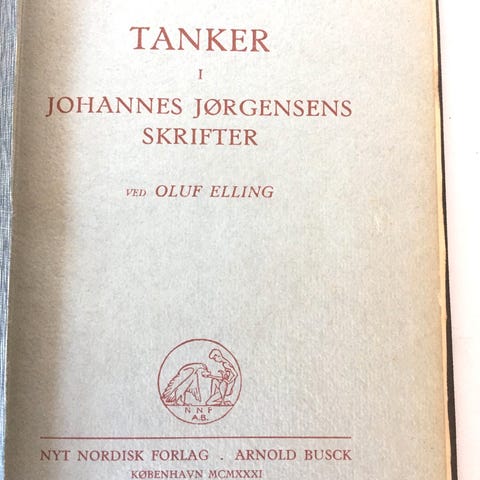 TANKER
I
JOHANNES JØRGENSENS
SKRIFTER
VED OLUF ELLING
N N F
A.B.
NYT NORDISK FORLAG . ARNOLD BUSCK
KØBENHAVN MCMXXXI